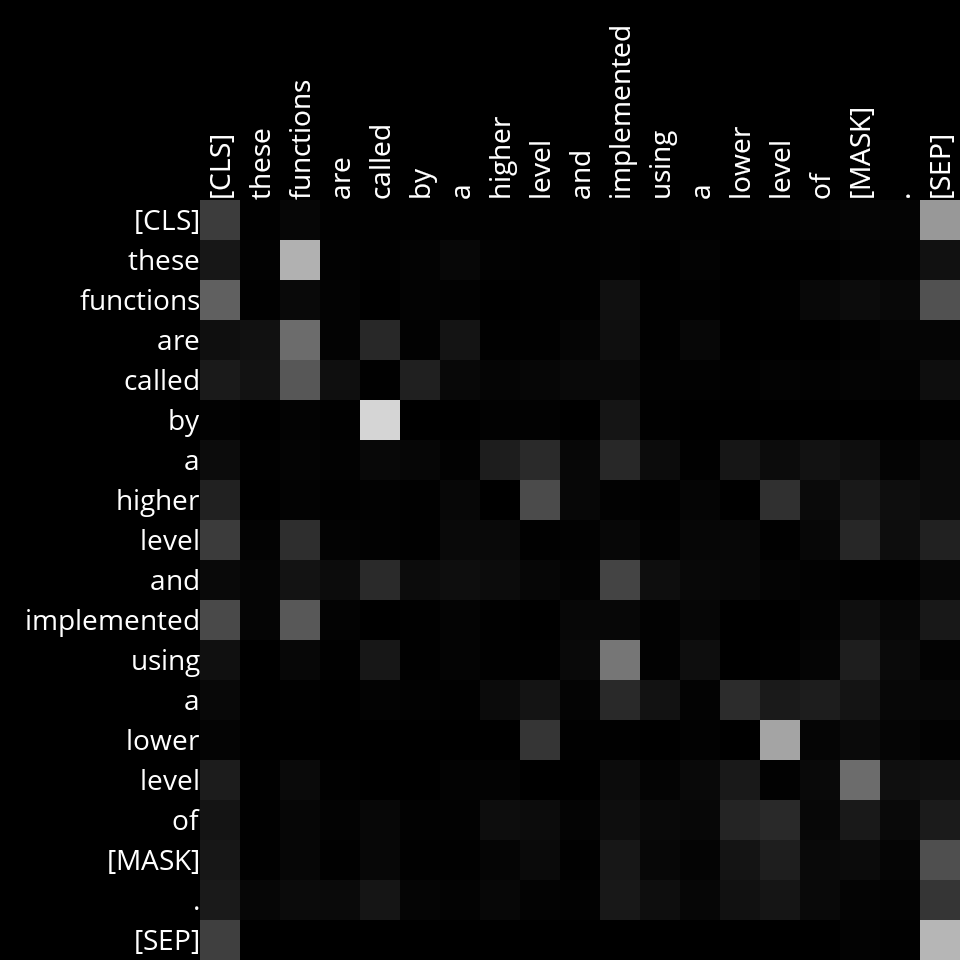 [CLS] these functions are called by a higher level and implemented using a lower level of [MASK] . [SEP]
[CLS]
these
functions
are
called
by
a
higher
level
and
implemented
using
a
lower
level
of
[MASK]
.
[SEP]